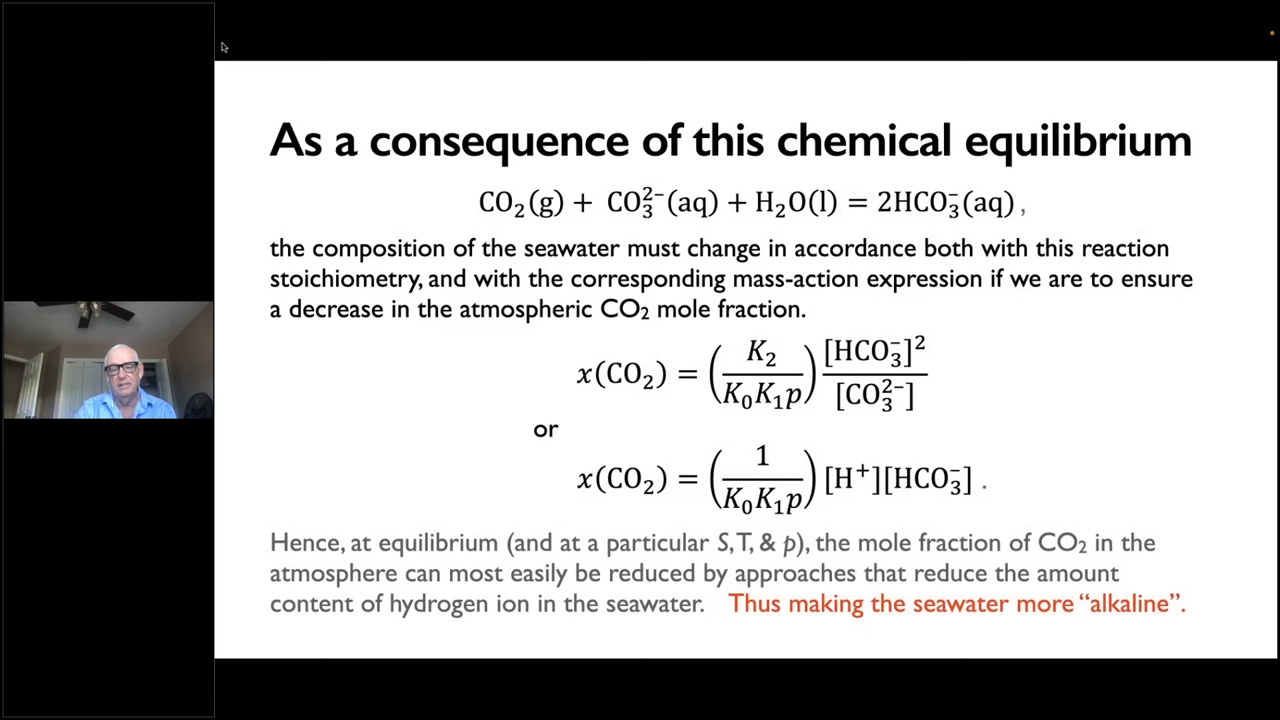 As a consequence of this chemical equilibrium
CO₂(g) + CO₃²⁻(aq) + H₂O(l) = 2HCO₃⁻(aq) ,
the composition of the seawater must change in accordance both with this reaction
stoichiometry, and with the corresponding mass-action expression if we are to ensure
a decrease in the atmospheric CO₂ mole fraction.
x(CO₂) = (K₂ / K₀K₁p) [HCO₃⁻]² / [CO₃²⁻]
or
x(CO₂) = (1 / K₀K₁p) [H⁺][HCO₃⁻] .
Hence, at equilibrium (and at a particular S, T, & p), the mole fraction of CO₂ in the
atmosphere can most easily be reduced by approaches that reduce the amount
content of hydrogen ion in the seawater. Thus making the seawater more “alkaline”.